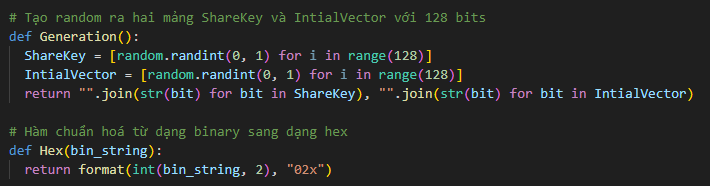 # Tạo random ra hai mảng ShareKey và IntialVector với 128 bits
def Generation():
    ShareKey = [random.randint(0, 1) for i in range(128)]
    IntialVector = [random.randint(0, 1) for i in range(128)]
    return "".join(str(bit) for bit in ShareKey), "".join(str(bit) for bit in IntialVector)

# Hàm chuẩn hoá từ dạng binary sang dạng hex
def Hex(bin_string):
    return format(int(bin_string, 2), "02x")